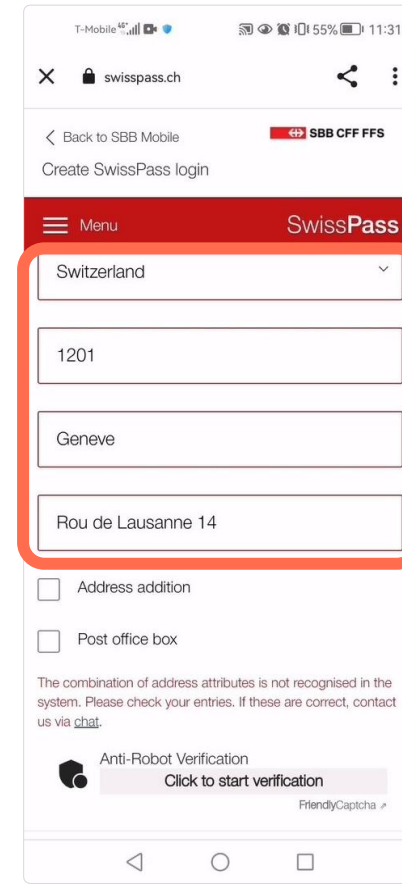 T-Mobile 55% 11:31
swisspass.ch
Back to SBB Mobile
SBB CFF FFS
Create SwissPass login
Menu
SwissPass
Switzerland
1201
Geneve
Rou de Lausanne 14
Address addition
Post office box
The combination of address attributes is not recognised in the
system. Please check your entries. If these are correct, contact
us via chat.
Anti-Robot Verification
Click to start verification
FriendlyCaptcha